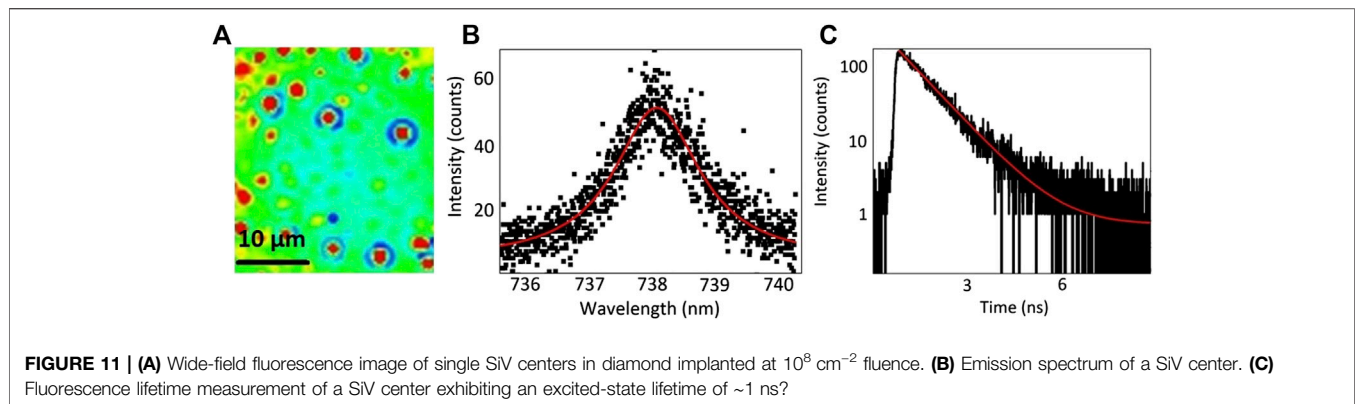 A
B
C
10 µm
60
40
20
Intensity (counts)
736 737 738 739 740
Wavelength (nm)
100
10
1
Intensity (counts)
3 6
Time (ns)
FIGURE 11 | (A) Wide-field fluorescence image of single SiV centers in diamond implanted at 10⁸ cm⁻² fluence. (B) Emission spectrum of a SiV center. (C)
Fluorescence lifetime measurement of a SiV center exhibiting an excited-state lifetime of ~1 ns?